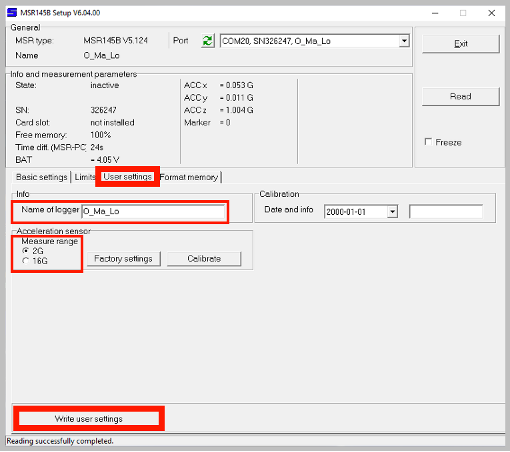 MSR145B Setup V6.04.00
General
MSR type: MSR145B V5.124 Port COM20, SN326247, O_Ma_Lo
Name O_Ma_Lo
Exit
Info and measurement parameters
State: inactive ACC x = 0.053 G
ACC y = 0.011 G
SN: 326247 ACC z = 1.004 G
Card slot: not installed Marker = 0
Free memory: 100%
Time diff. (MSR-PC) 24s
BAT = 4.05 V
Read
Freeze
Basic settings Limits User settings Format memory
Info
Name of logger O_Ma_Lo
Calibration
Date and info 2000-01-01
Acceleration sensor
Measure range
2G
16G
Factory settings Calibrate
Write user settings
Reading successfully completed.